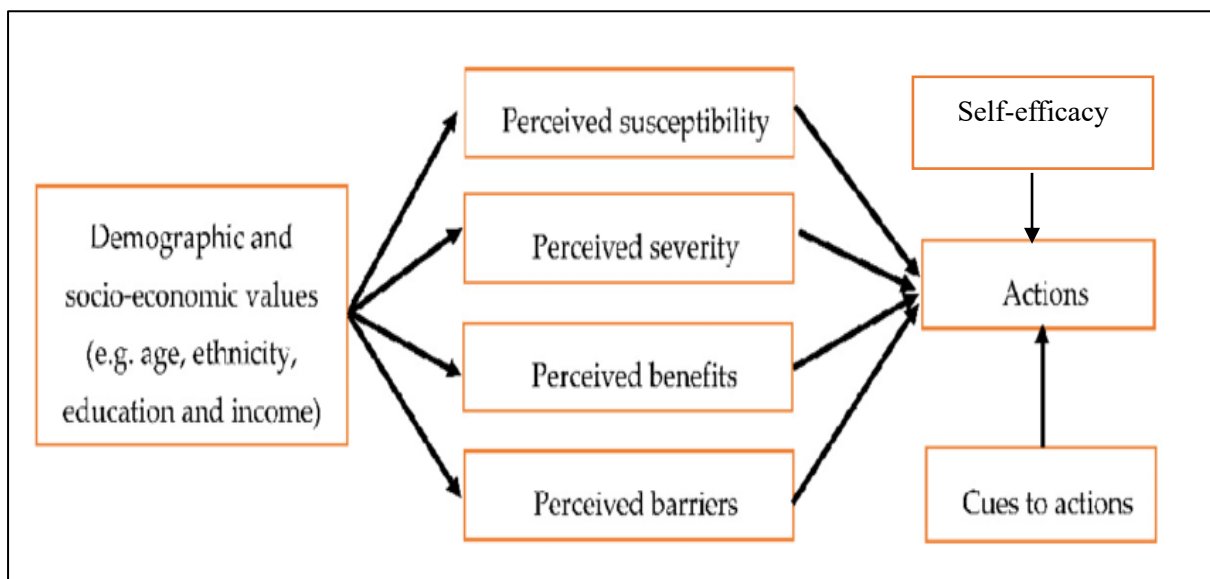 Demographic and
socio-economic values
(e.g. age, ethnicity,
education and income)
Perceived susceptibility
Perceived severity
Perceived benefits
Perceived barriers
Self-efficacy
Actions
Cues to actions